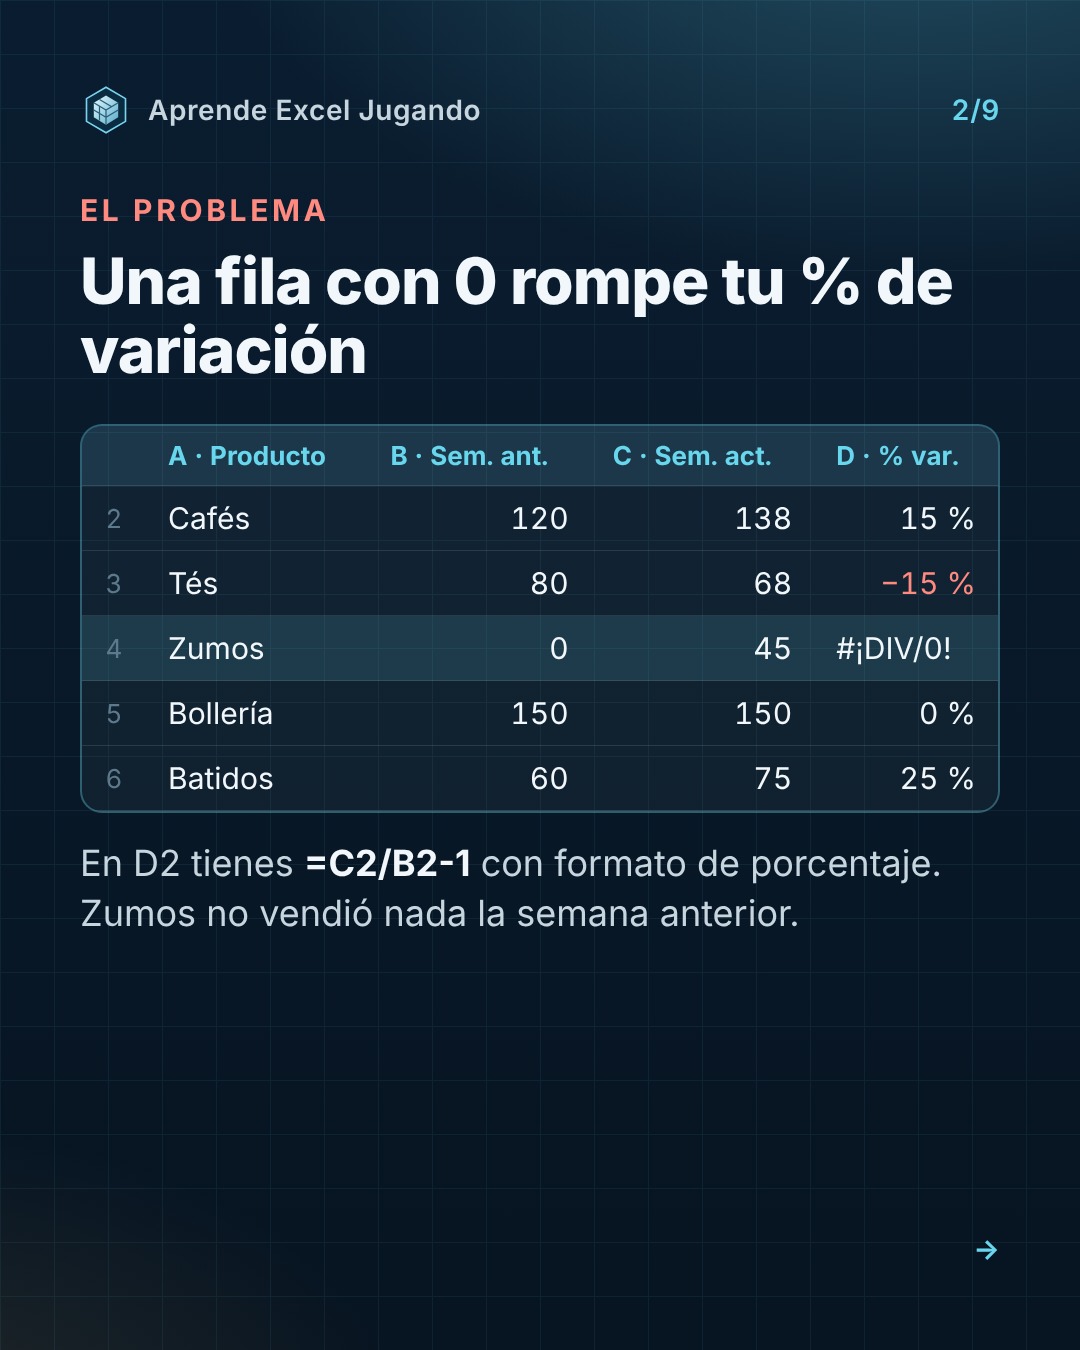 Aprende Excel Jugando
2/9
EL PROBLEMA
Una fila con 0 rompe tu % de
variación
A · Producto B · Sem. ant. C · Sem. act. D · % var.
2 Cafés 120 138 15 %
3 Tés 80 68 −15 %
4 Zumos 0 45 #¡DIV/0!
5 Bollería 150 150 0 %
6 Batidos 60 75 25 %
En D2 tienes =C2/B2-1 con formato de porcentaje.
Zumos no vendió nada la semana anterior.
→